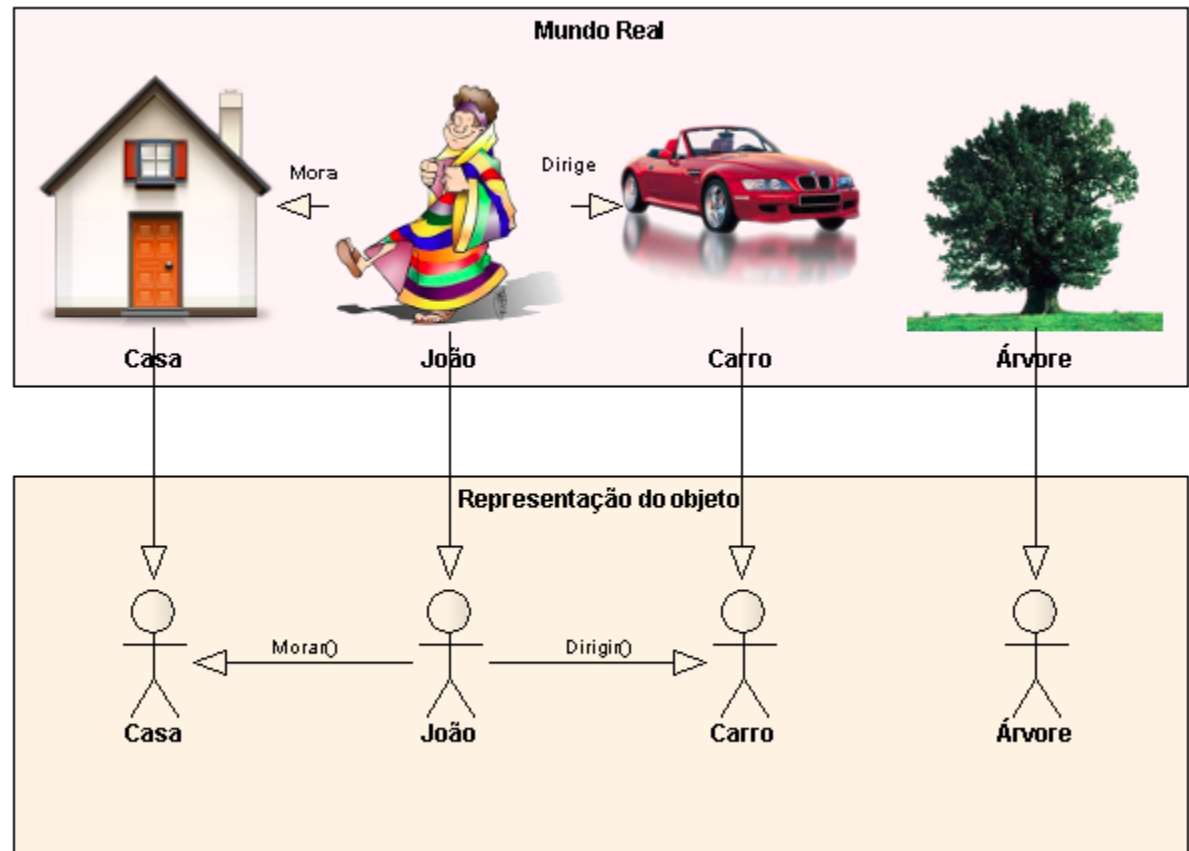 Mundo Real
Mora
Dirige
Casa
João
Carro
Árvore
Representação do objeto
Morar()
Dirigir()
Casa
João
Carro
Árvore